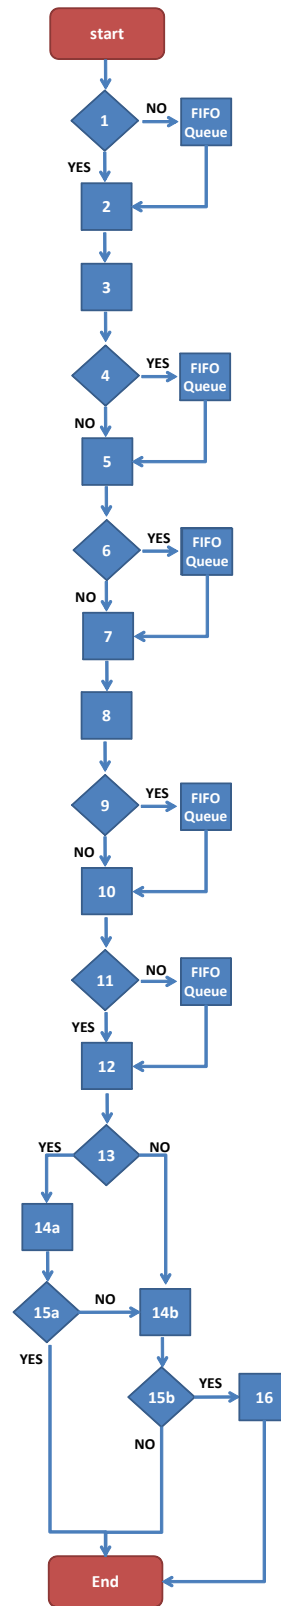 start
1
NO
FIFO
Queue
YES
2
3
4
YES
FIFO
Queue
NO
5
6
YES
FIFO
Queue
NO
7
8
9
YES
FIFO
Queue
NO
10
11
NO
FIFO
Queue
YES
12
YES
13
NO
14a
15a
NO
14b
YES
15b
YES
16
NO
End